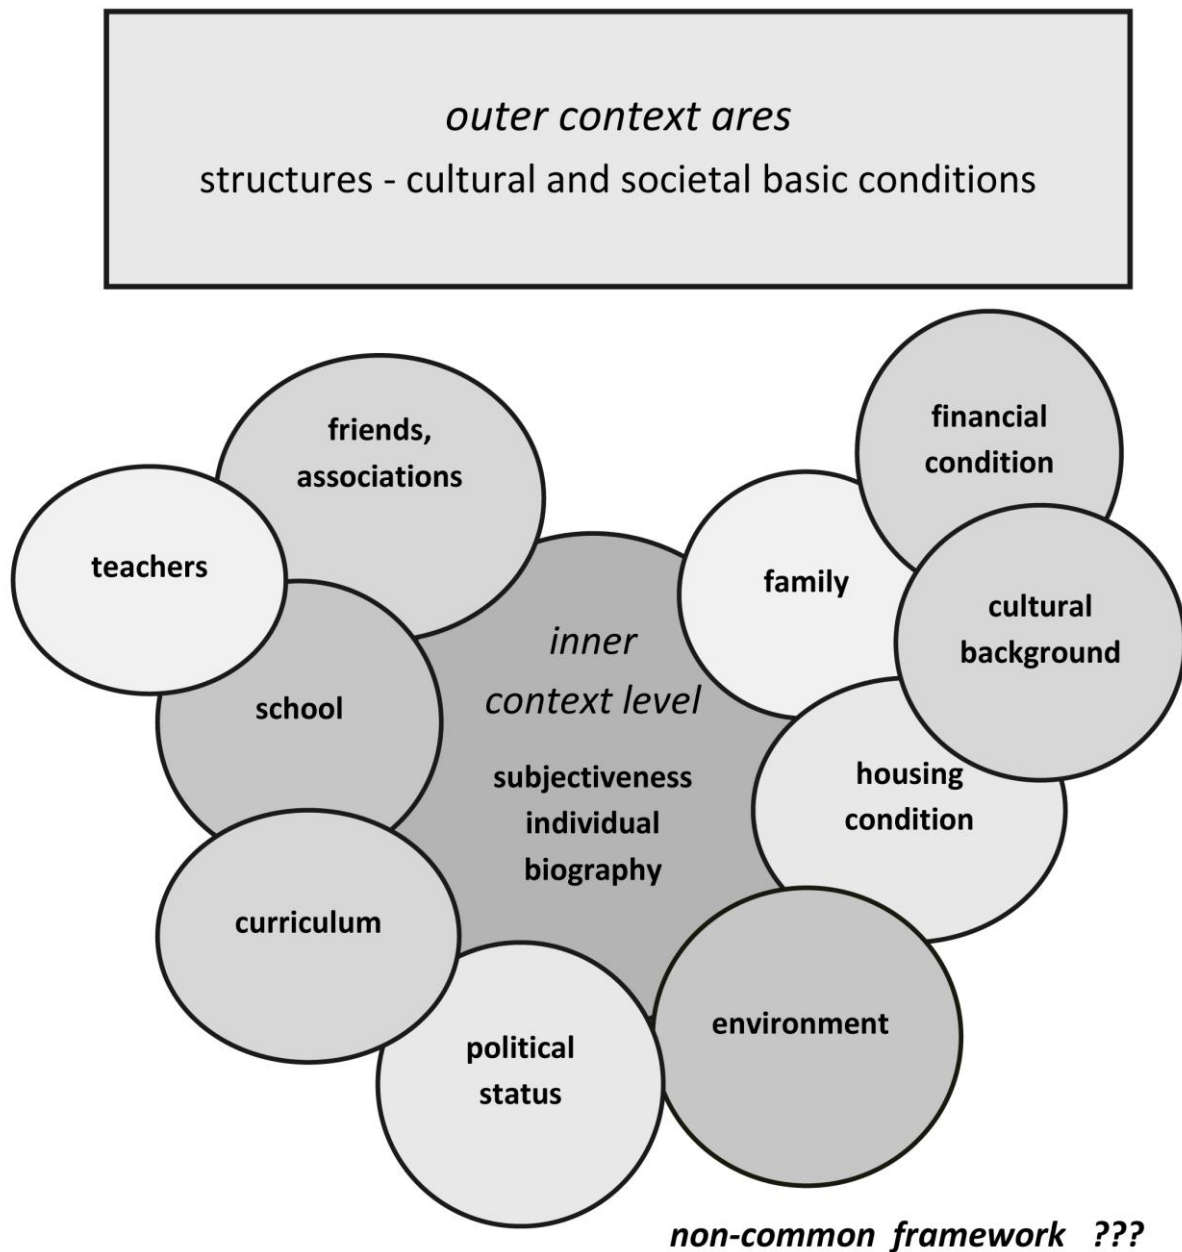 outer context ares
structures - cultural and societal basic conditions
financial
condition
friends,
associations
teachers
family
cultural
background
inner
context level
school
subjectiveness
individual
biography
housing
condition
curriculum
environment
political
status
non-common framework ???